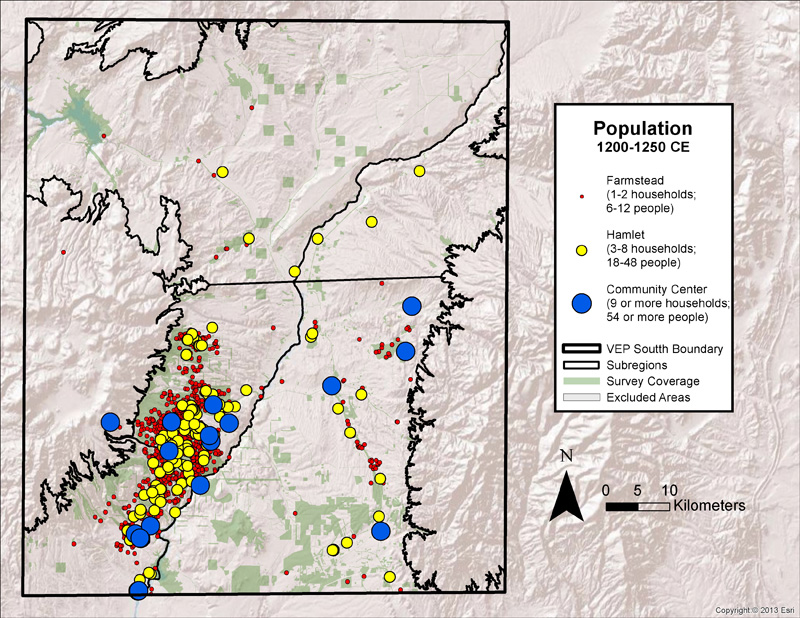 Population
1200-1250 CE
Farmstead
(1-2 households;
6-12 people)
Hamlet
(3-8 households;
18-48 people)
Community Center
(9 or more households;
54 or more people)
VEP Soutth Boundary
Subregions
Survey Coverage
Excluded Areas
N
0 5 10
Kilometers
Copyright © 2013 Esri